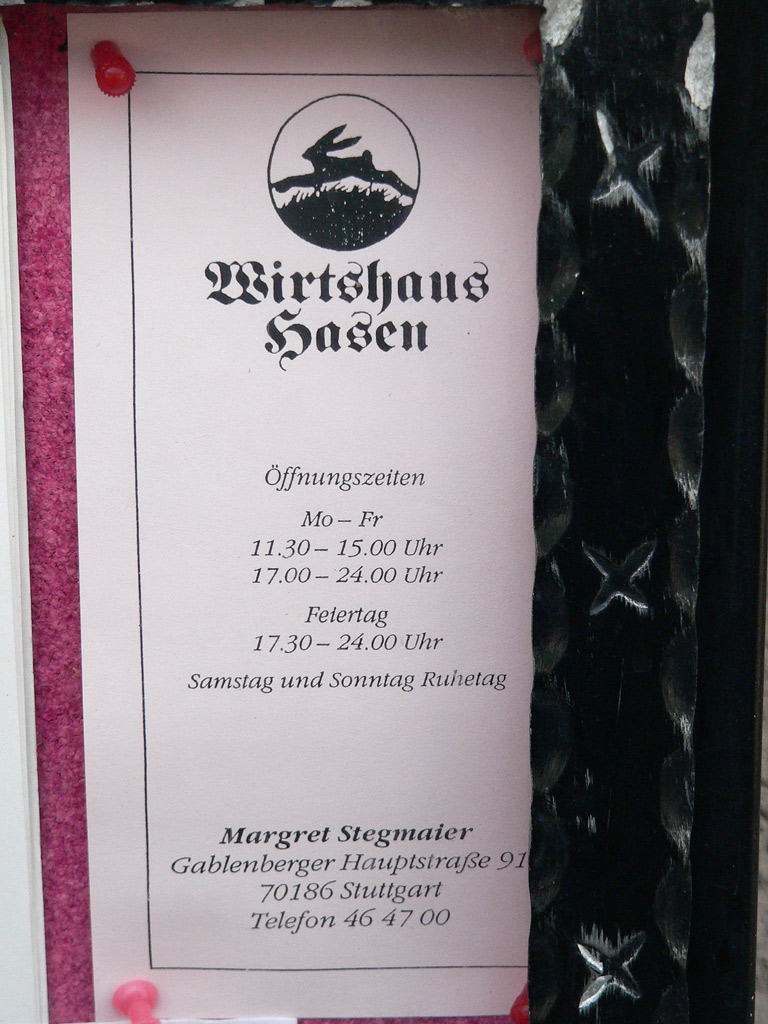 Wirtshaus
Hasen
Öffnungszeiten
Mo – Fr
11.30 – 15.00 Uhr
17.00 – 24.00 Uhr
Feiertag
17.30 – 24.00 Uhr
Samstag und Sonntag Ruhetag
Margret Stegmaier
Gablenberger Hauptstraße 91
70186 Stuttgart
Telefon 46 47 00